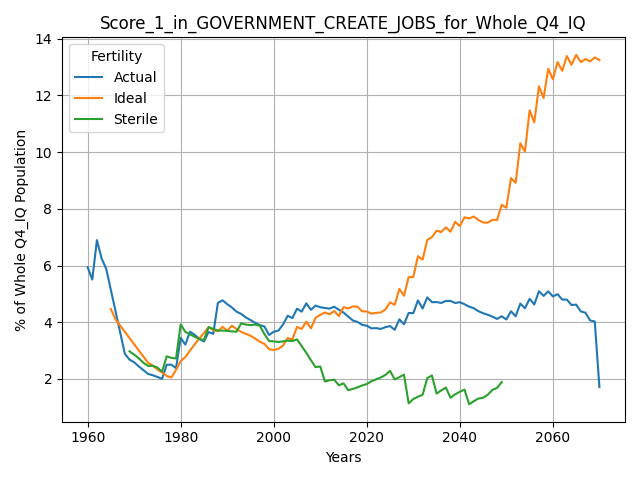 Score_1_in_GOVERNMENT_CREATE_JOBS_for_Whole_Q4_IQ
Fertility
Actual
Ideal
Sterile
% of Whole Q4_IQ Population
14
12
10
8
6
4
2
1960
1980
2000
2020
2040
2060
Years